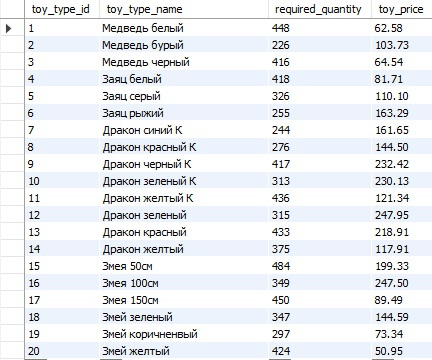 toy_type_id toy_type_name required_quantity toy_price
1 Медведь белый 448 62.58
2 Медведь бурый 226 103.73
3 Медведь черный 416 64.54
4 Заяц белый 418 81.71
5 Заяц серый 326 110.10
6 Заяц рыжий 255 163.29
7 Дракон синий К 244 161.65
8 Дракон красный К 276 144.50
9 Дракон черный К 417 232.42
10 Дракон зеленый К 313 230.13
11 Дракон желтый К 436 121.34
12 Дракон зеленый 315 247.95
13 Дракон красный 433 218.91
14 Дракон желтый 375 117.91
15 Змея 50см 484 199.33
16 Змея 100см 349 247.50
17 Змея 150см 450 89.49
18 Змей зеленый 347 144.59
19 Змей коричненвый 297 73.34
20 Змей желтый 424 50.95